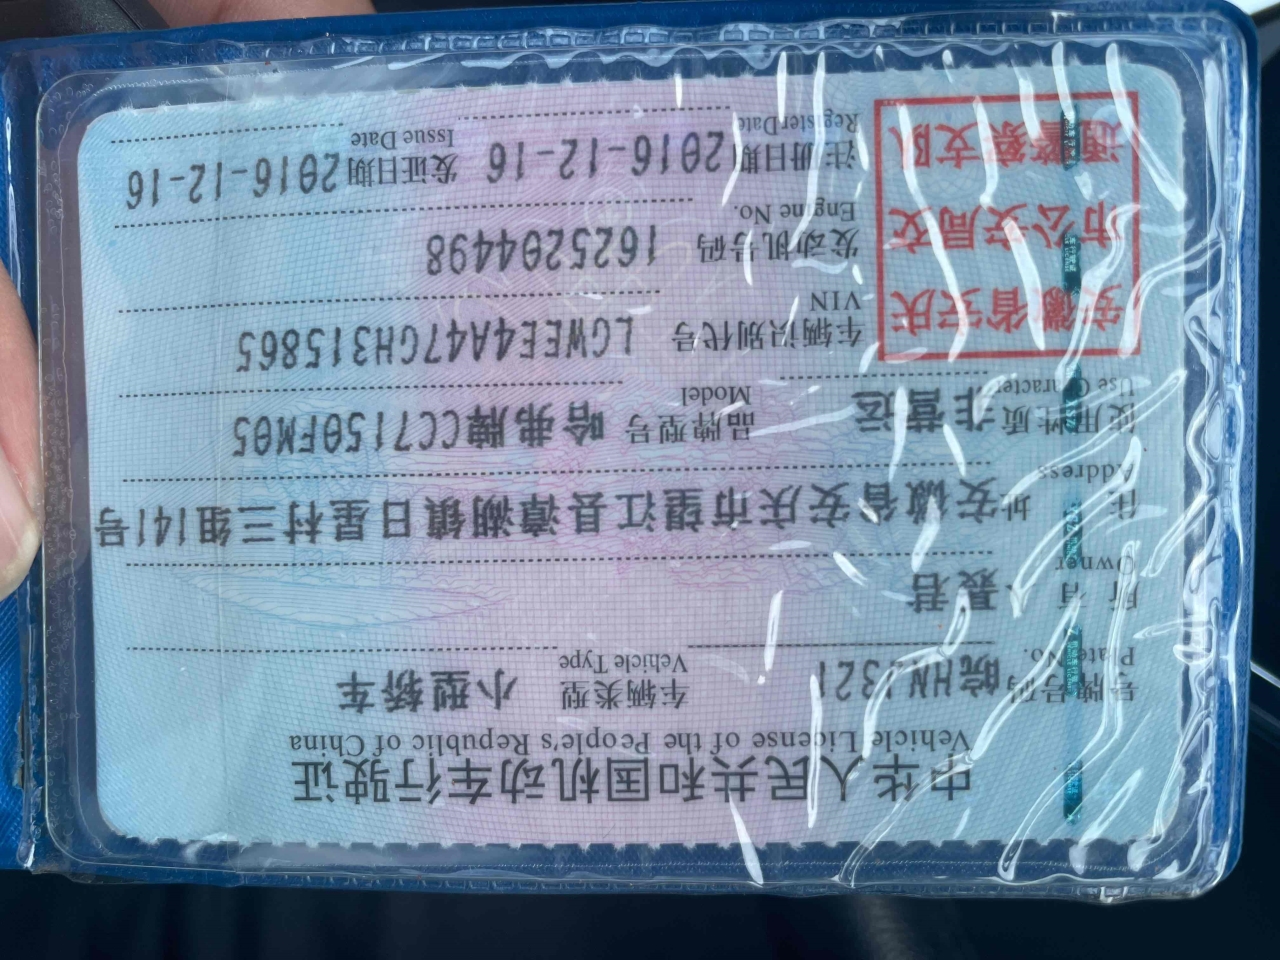 中华人民共和国机动车行驶证
Vehicle License of the People's Republic of China
号牌号码 车辆类型 小型轿车
Plate No. Vehicle Type
所有人 聂君
Owner
住址 安徽省安庆市望江县漳湖镇日星村三组141号
Address
使用性质 非营运 品牌型号 哈弗牌CC7150FM05
Use Character Model
安徽省安庆
市公安局交
通警察支队
车辆识别代号 LGWEE4A47GH315865
VIN
发动机号码 1625204498
Engine No.
注册日期 2016-12-16 发证日期 2016-12-16
Register Date Issue Date